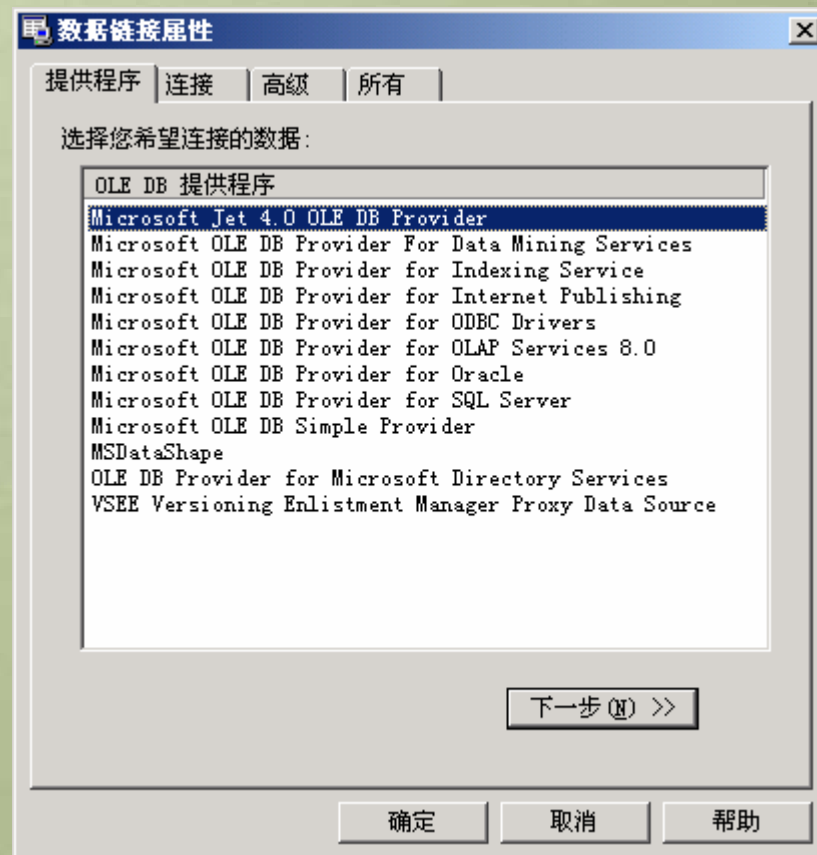 数据链接属性
提供程序 连接 高级 所有
选择您希望连接的数据:
OLE DB 提供程序
Microsoft Jet 4.0 OLE DB Provider
Microsoft OLE DB Provider For Data Mining Services
Microsoft OLE DB Provider for Indexing Service
Microsoft OLE DB Provider for Internet Publishing
Microsoft OLE DB Provider for ODBC Drivers
Microsoft OLE DB Provider for OLAP Services 8.0
Microsoft OLE DB Provider for Oracle
Microsoft OLE DB Provider for SQL Server
Microsoft OLE DB Simple Provider
MSDataShape
OLE DB Provider for Microsoft Directory Services
VSEE Versioning Enlistment Manager Proxy Data Source
下一步(N) >>
确定 取消 帮助